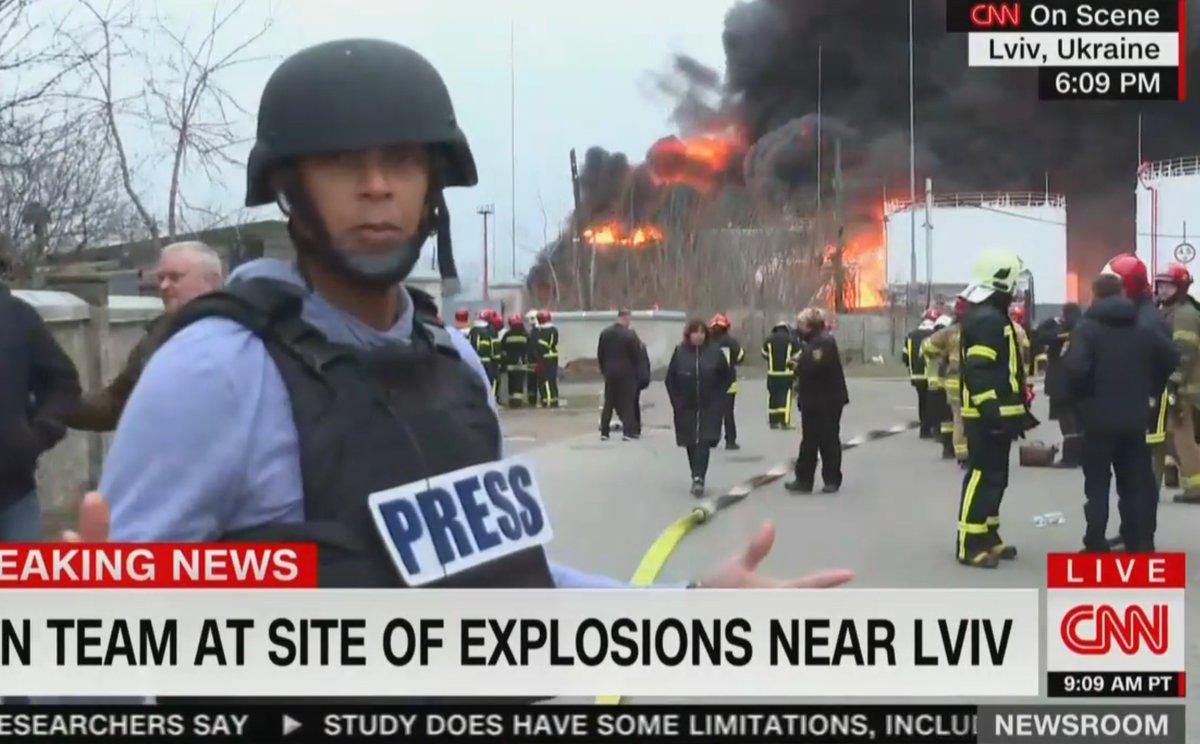 CNN On Scene
Lviv, Ukraine
6:09 PM
PRESS
EAKING NEWS
LIVE
N TEAM AT SITE OF EXPLOSIONS NEAR LVIV
CNN
9:09 AM PT
ESEARCHERS SAY ▶ STUDY DOES HAVE SOME LIMITATIONS, INCLU
NEWSROOM